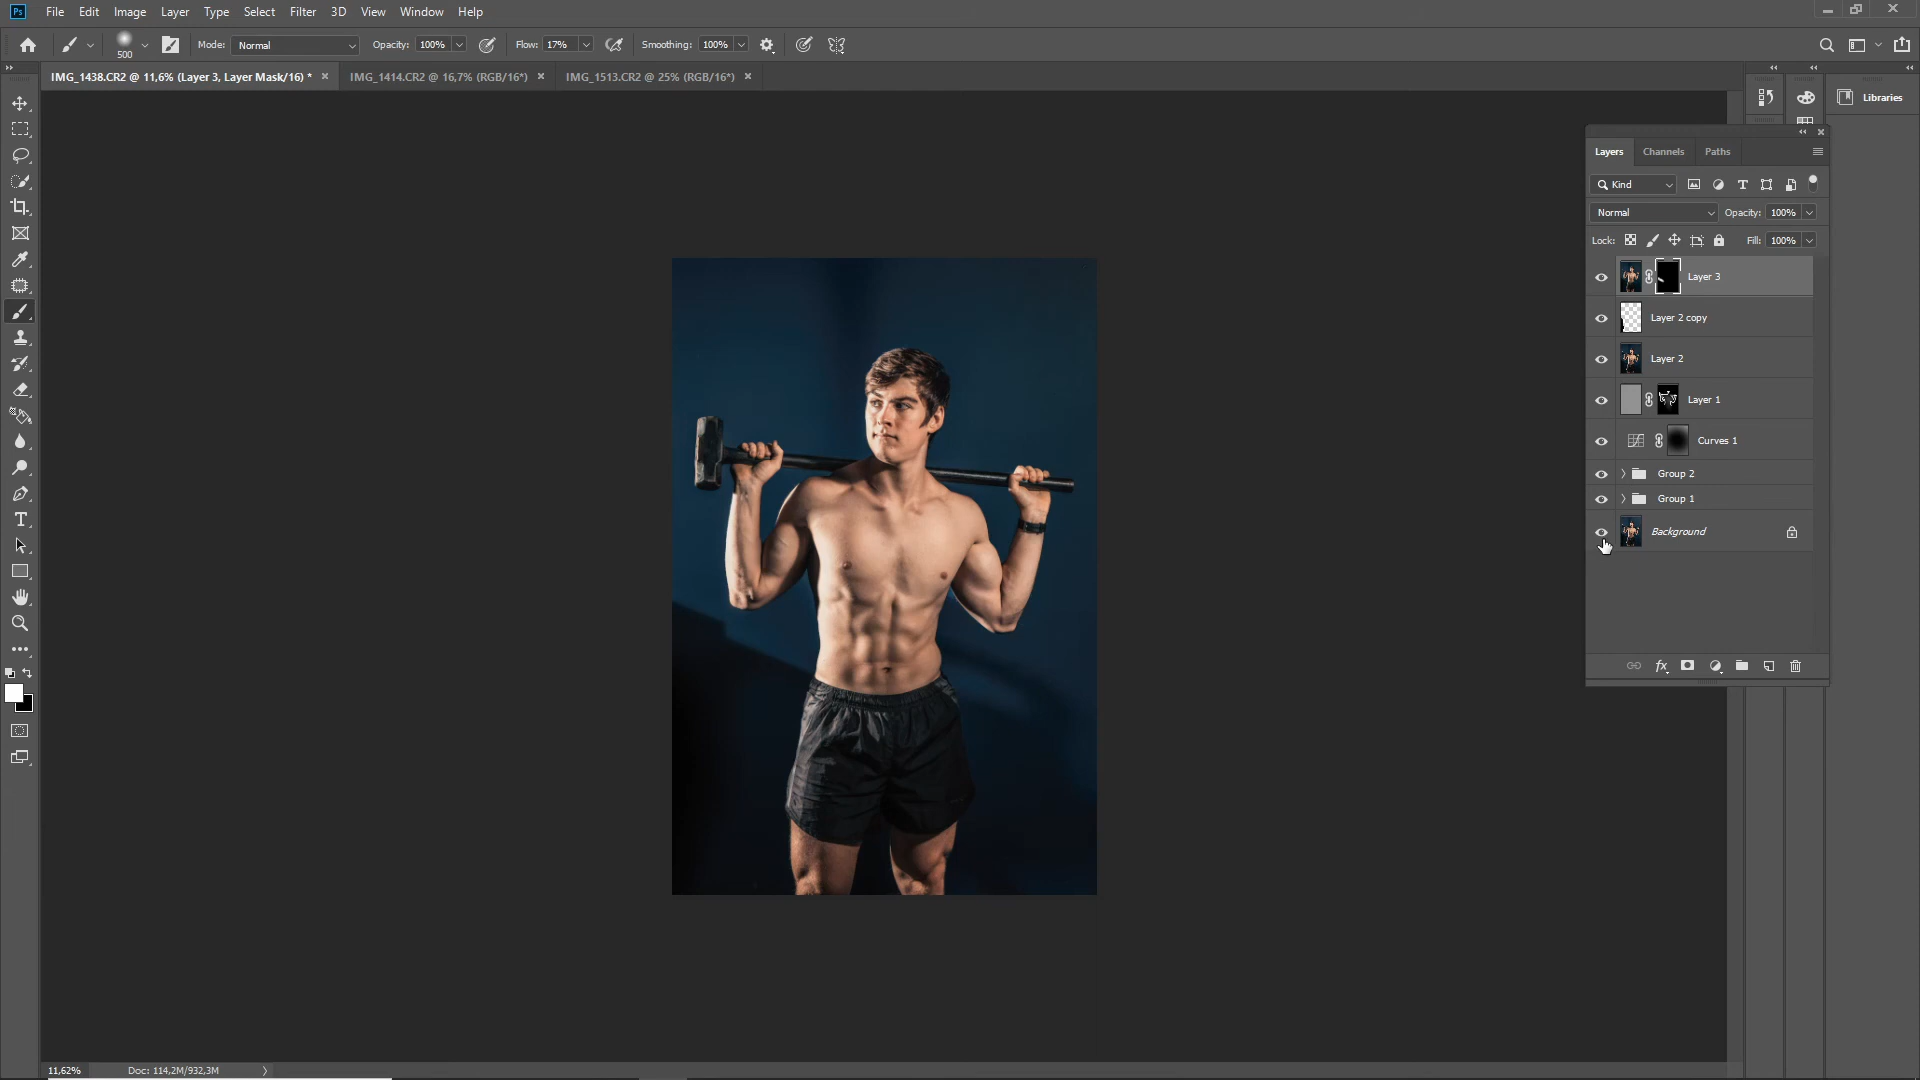 Ps File Edit Image Layer Type Select Filter 3D View Window Help
500 Mode: Normal Opacity: 100% Flow: 17% Smoothing: 100%
IMG_1438.CR2 @ 11,6% (Layer 3, Layer Mask/16) * × IMG_1414.CR2 @ 16,7% (RGB/16*) × IMG_1513.CR2 @ 25% (RGB/16*) ×
Libraries
Layers Channels Paths
Kind
Normal Opacity: 100%
Lock: Fill: 100%
Layer 3
Layer 2 copy
Layer 2
Layer 1
Curves 1
Group 2
Group 1
Background
fx
11,62% Doc: 114,2M/932,3M